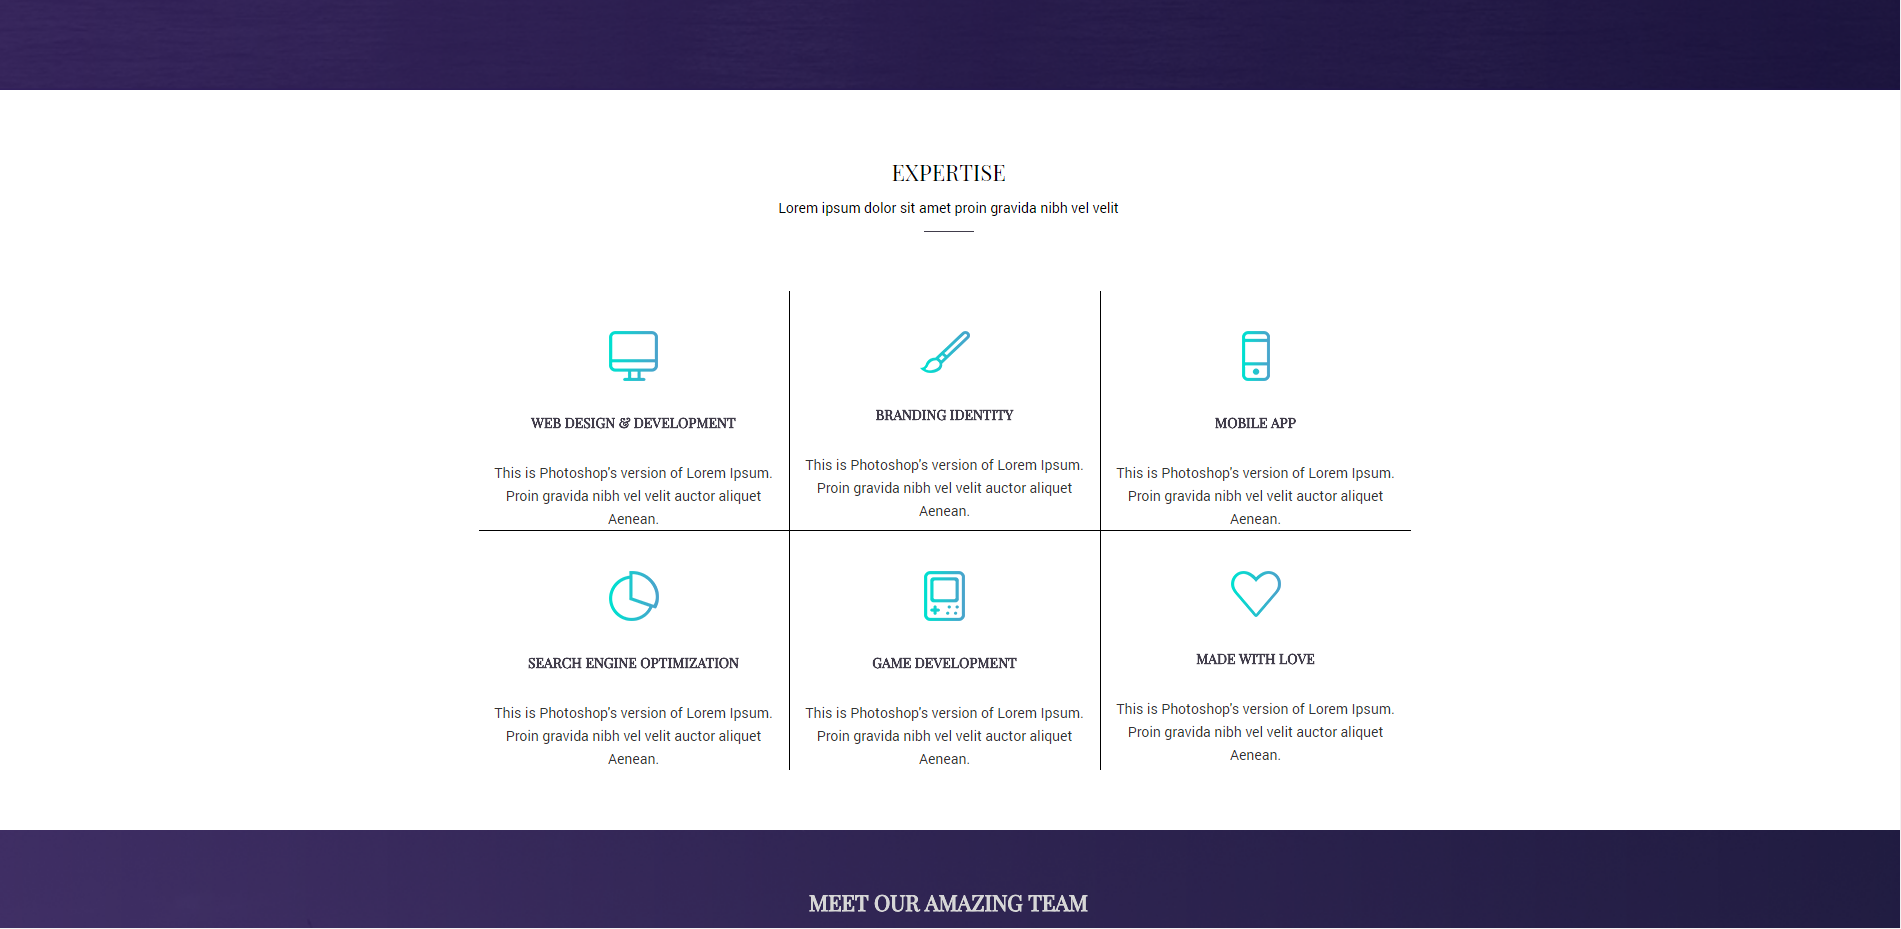 EXPERTISE
Lorem ipsum dolor sit amet proin gravida nibh vel velit
WEB DESIGN & DEVELOPMENT
This is Photoshop's version of Lorem Ipsum.
Proin gravida nibh vel velit auctor aliquet
Aenean.
BRANDING IDENTITY
This is Photoshop's version of Lorem Ipsum.
Proin gravida nibh vel velit auctor aliquet
Aenean.
MOBILE APP
This is Photoshop's version of Lorem Ipsum.
Proin gravida nibh vel velit auctor aliquet
Aenean.
SEARCH ENGINE OPTIMIZATION
This is Photoshop's version of Lorem Ipsum.
Proin gravida nibh vel velit auctor aliquet
Aenean.
GAME DEVELOPMENT
This is Photoshop's version of Lorem Ipsum.
Proin gravida nibh vel velit auctor aliquet
Aenean.
MADE WITH LOVE
This is Photoshop's version of Lorem Ipsum.
Proin gravida nibh vel velit auctor aliquet
Aenean.
MEET OUR AMAZING TEAM